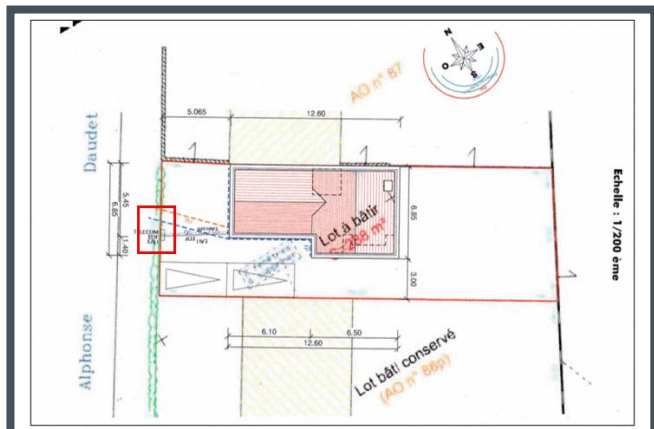 AO n° 87
N
E
S
O
5.065
12.60
Daudet
6.85
5.45
1.40
TELECOM
EDF
EAU
Lot à bâtir
S=288 m²
6.85
3.00
Echelle : 1/200 ème
Alphonse
6.10
6.50
12.60
Lot bâti conservé
(AO n° 88p)